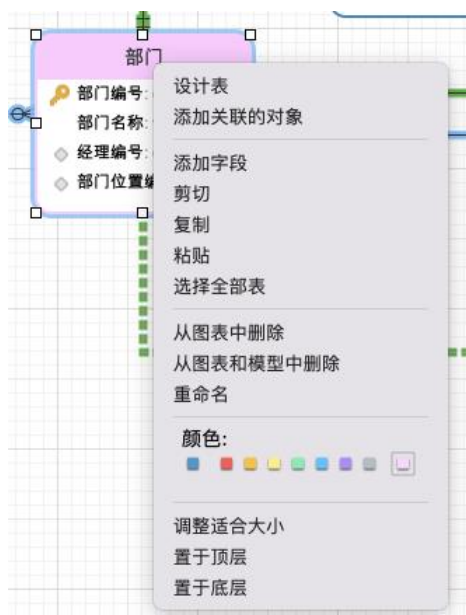 部门
部门编号:
部门名称:
经理编号:
部门位置
设计表
添加关联的对象
添加字段
剪切
复制
粘贴
选择全部表
从图表中删除
从图表和模型中删除
重命名
颜色:
调整适合大小
置于顶层
置于底层